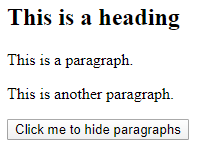 This is a heading
This is a paragraph.
This is another paragraph.
Click me to hide paragraphs